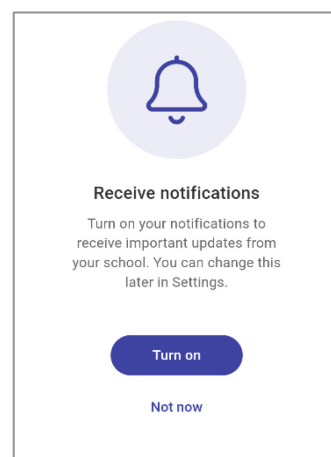 Receive notifications
Turn on your notifications to
receive important updates from
your school. You can change this
later in Settings.
Turn on
Not now